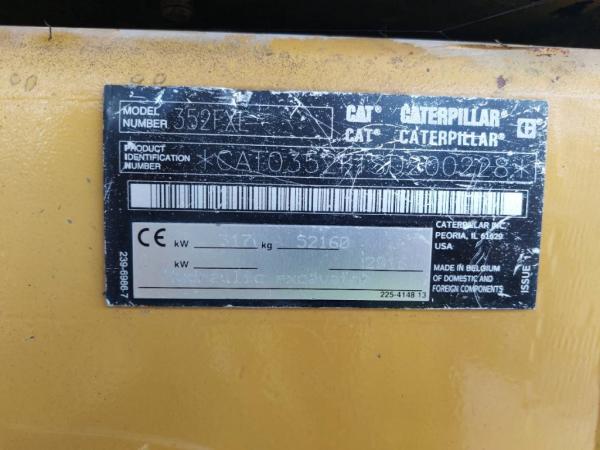 MODEL
NUMBER 352FXE
CAT® CATERPILLAR®
CAT® CATERPILLAR®
PRODUCT
IDENTIFICATION
NUMBER
CE kW 317 kg 52160
kW 2016
Hydraulic excavator
CATERPILLAR INC.
PEORIA, IL 61629
USA
MADE IN BELGIUM
OF DOMESTIC AND
FOREIGN COMPONENTS
ISSUE
239-6986 7
225-4148 13